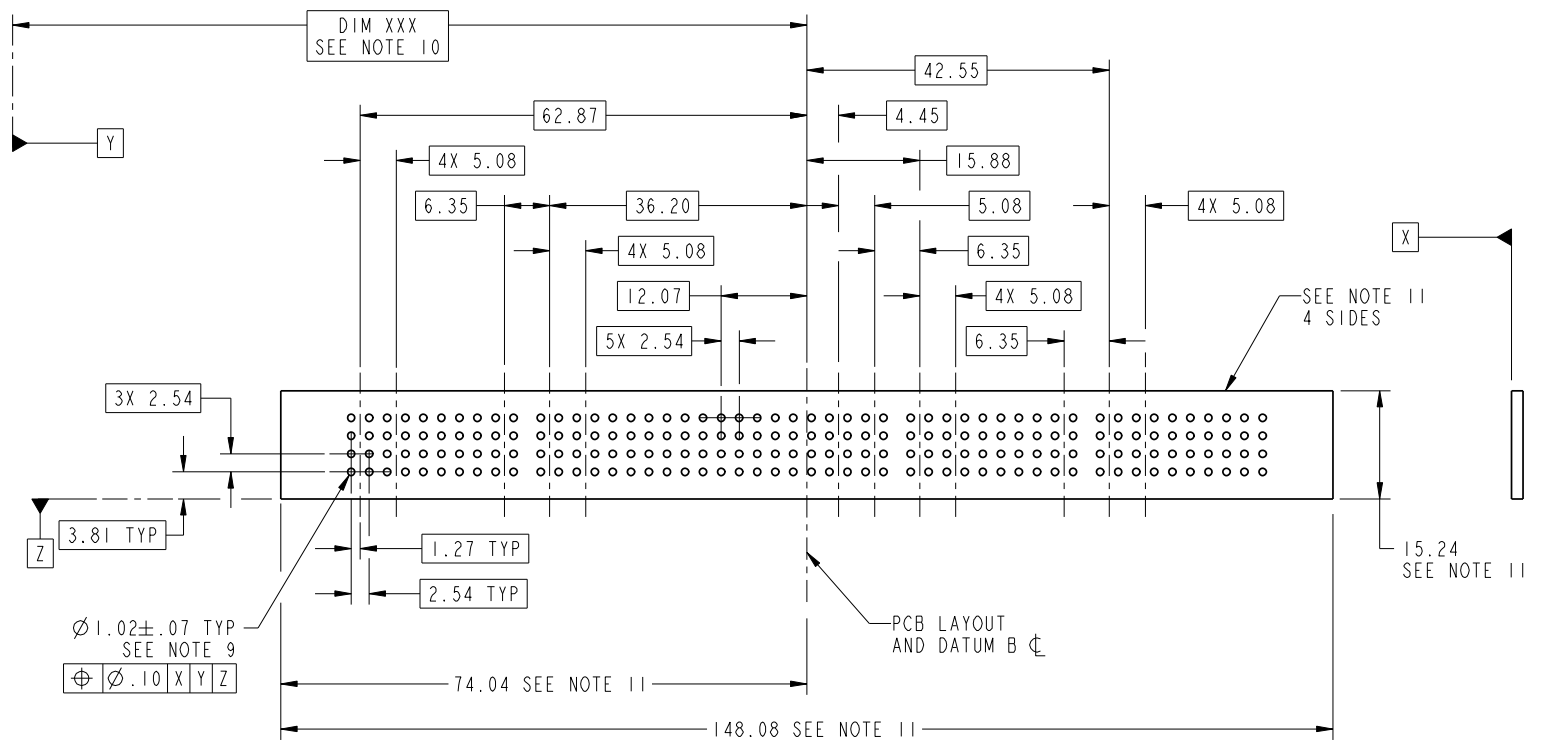 DIM XXX
SEE NOTE 10
42.55
62.87
4.45
Y
4X 5.08
15.88
6.35
36.20
5.08
4X 5.08
X
4X 5.08
6.35
12.07
4X 5.08
SEE NOTE 11
4 SIDES
5X 2.54
6.35
3X 2.54
3.81 TYP
Z
1.27 TYP
15.24
SEE NOTE 11
2.54 TYP
Ø1.02±.07 TYP
SEE NOTE 9
⌖ Ø.10 X Y Z
PCB LAYOUT
AND DATUM B ℄
74.04 SEE NOTE 11
148.08 SEE NOTE 11